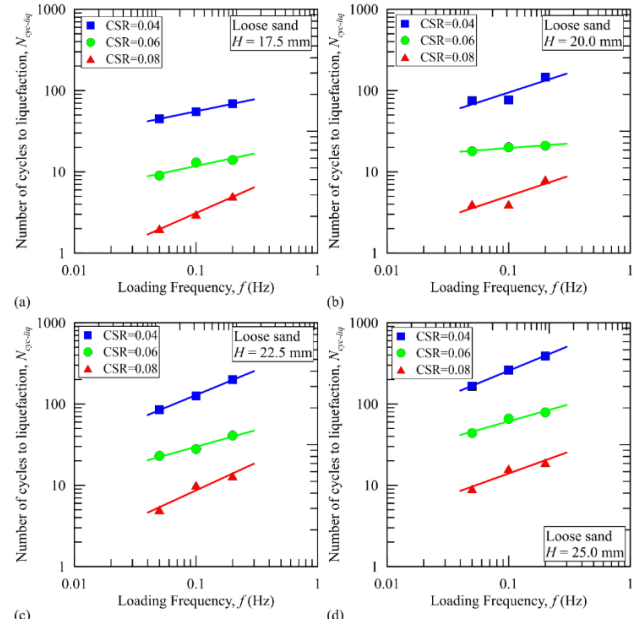 1000
CSR=0.04
CSR=0.06
CSR=0.08
Loose sand
H = 17.5 mm
100
10
1
0.01
0.1
1
Number of cycles to liquefaction, Ncyc-liq
Loading Frequency, f (Hz)
(a)
1000
CSR=0.04
CSR=0.06
CSR=0.08
Loose sand
H = 20.0 mm
100
10
1
0.01
0.1
1
Number of cycles to liquefaction, Ncyc-liq
Loading Frequency, f (Hz)
(b)
1000
CSR=0.04
CSR=0.06
CSR=0.08
Loose sand
H = 22.5 mm
100
10
1
0.01
0.1
1
Number of cycles to liquefaction, Ncyc-liq
Loading Frequency, f (Hz)
(c)
1000
CSR=0.04
CSR=0.06
CSR=0.08
100
10
1
Loose sand
H = 25.0 mm
0.01
0.1
1
Number of cycles to liquefaction, Ncyc-liq
Loading Frequency, f (Hz)
(d)